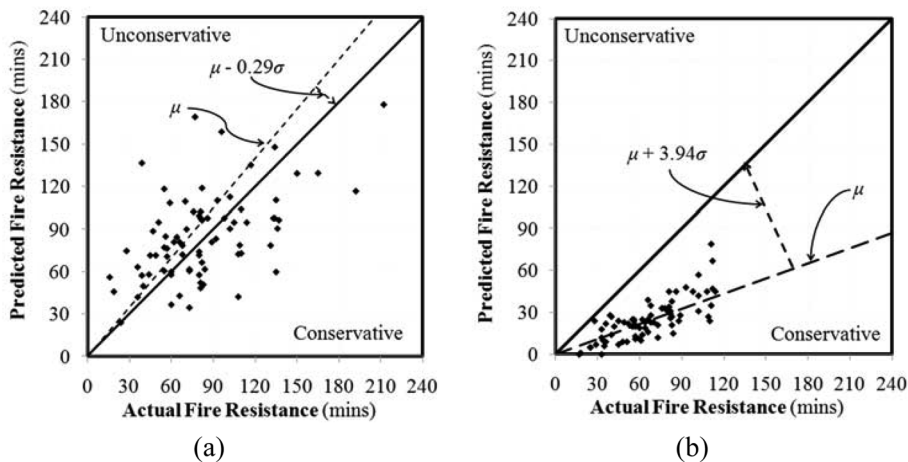 Predicted Fire Resistance (mins)
240
210
180
150
120
90
60
30
0
Unconservative
μ - 0.29σ
μ
Conservative
0 30 60 90 120 150 180 210 240
Actual Fire Resistance (mins)
(a)
Predicted Fire Resistance (mins)
240
210
180
150
120
90
60
30
0
Unconservative
μ + 3.94σ
μ
Conservative
0 30 60 90 120 150 180 210 240
Actual Fire Resistance (mins)
(b)